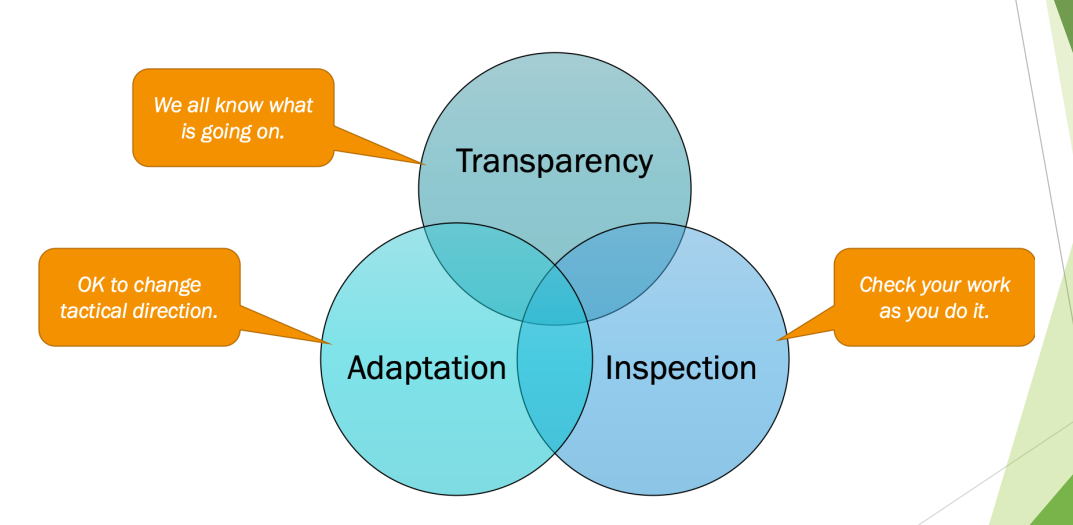 We all know what
is going on.
Transparency
OK to change
tactical direction.
Check your work
as you do it.
Adaptation
Inspection